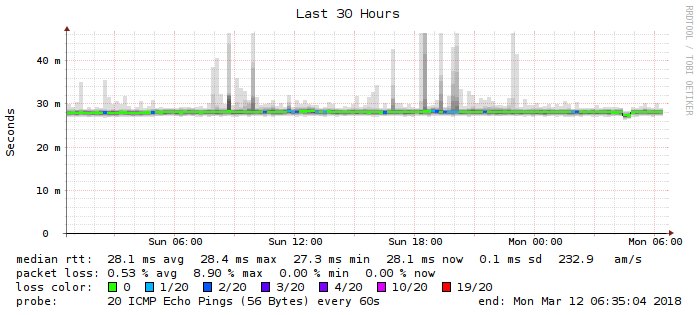 Last 30 Hours
RRDTOOL / TOBI OETIKER
Seconds
40 m
30 m
20 m
10 m
0
Sun 06:00 Sun 12:00 Sun 18:00 Mon 00:00 Mon 06:00
median rtt: 28.1 ms avg 28.4 ms max 27.3 ms min 28.1 ms now 0.1 ms sd 232.9 am/s
packet loss: 0.53 % avg 8.90 % max 0.00 % min 0.00 % now
loss color: 0 1/20 2/20 3/20 4/20 10/20 19/20
probe: 20 ICMP Echo Pings (56 Bytes) every 60s end: Mon Mar 12 06:35:04 2018